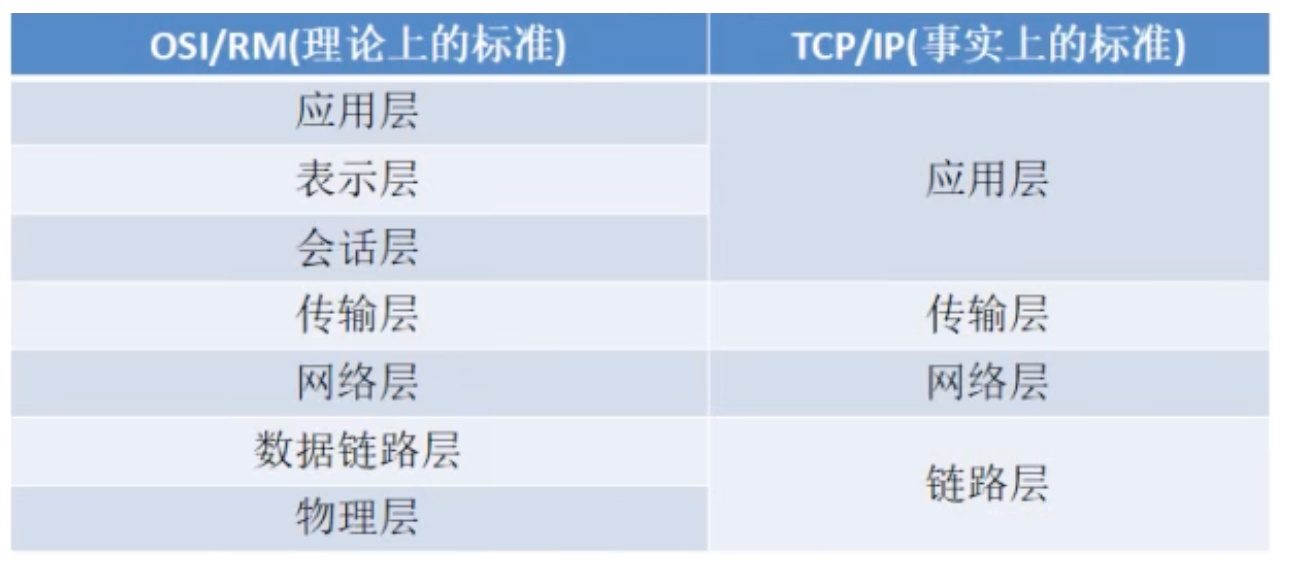 OSI/RM(理论上的标准) TCP/IP(事实上的标准)
应用层
表示层 应用层
会话层
传输层 传输层
网络层 网络层
数据链路层
链路层
物理层